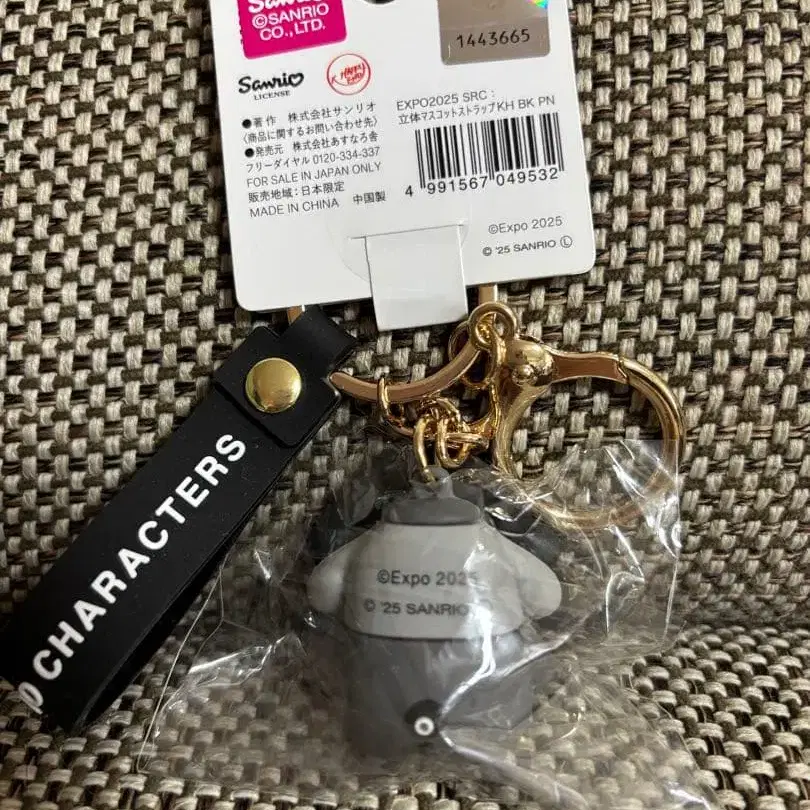 Sanrio
©SANRIO
CO.,LTD.
1443665
Sanrio
LICENSE
●著作 株式会社サンリオ
〈商品に関するお問い合わせ先〉
●発売元 株式会社あすなろ舎
フリーダイヤル 0120-334-337
FOR SALE IN JAPAN ONLY
販売地域:日本限定
MADE IN CHINA 中国製
EXPO2025 SRC:
立体マスコットストラップKH BK PN
4 991567 049532
©Expo 2025
© '25 SANRIO Ⓛ
CHARACTERS
©Expo 2025
© '25 SANRIO